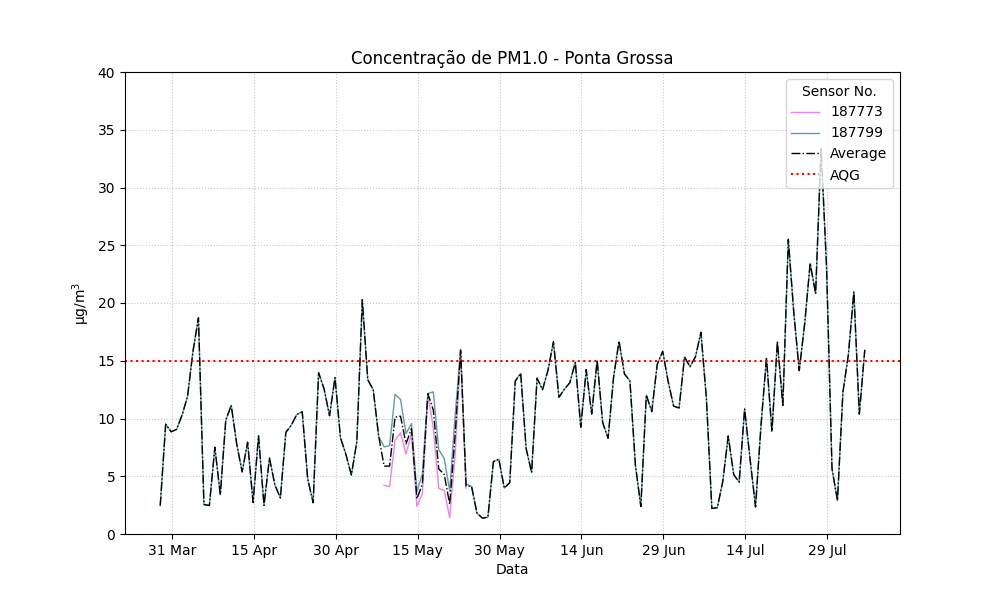 Concentração de PM1.0 - Ponta Grossa
40
35
30
25
20
15
10
5
0
µg/m³
Sensor No.
187773
187799
Average
AQG
31 Mar
15 Apr
30 Apr
15 May
30 May
14 Jun
29 Jun
14 Jul
29 Jul
Data